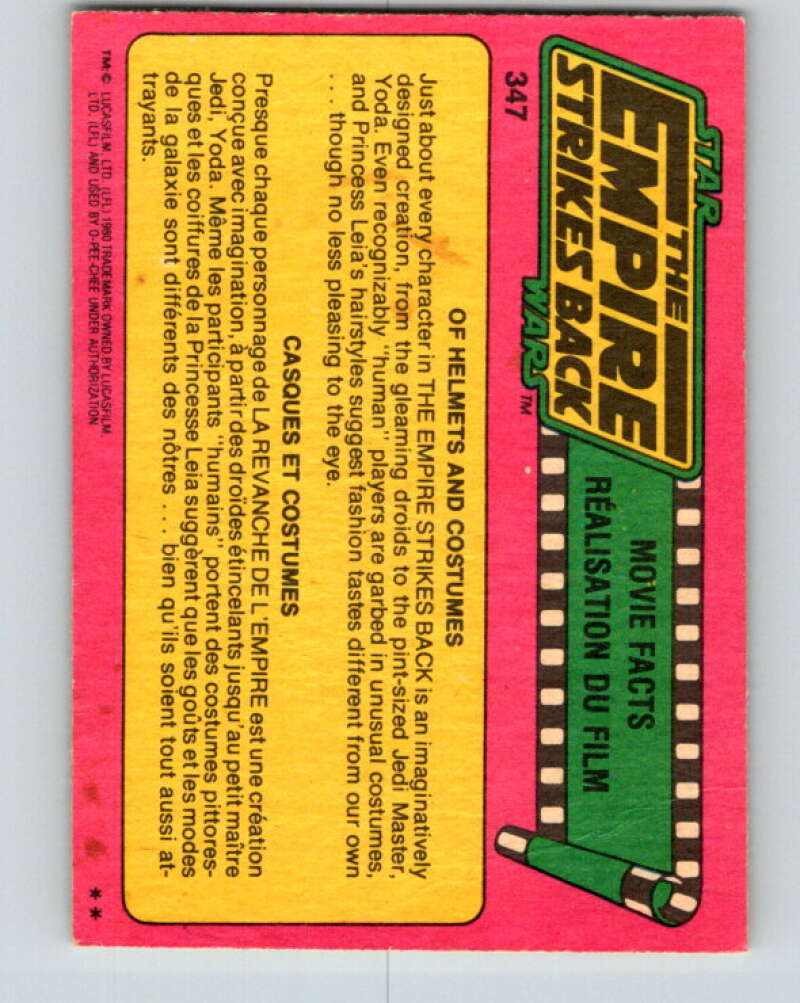 STAR
THE
EMPIRE
STRIKES BACK
WARS™
MOVIE FACTS
RÉALISATION DU FILM
347
OF HELMETS AND COSTUMES
Just about every character in THE EMPIRE STRIKES BACK is an imaginatively
designed creation, from the gleaming droids to the pint-sized Jedi Master,
Yoda. Even recognizably "human" players are garbed in unusual costumes,
and Princess Leia's hairstyles suggest fashion tastes different from our own
. . . though no less pleasing to the eye.
CASQUES ET COSTUMES
Presque chaque personnage de LA REVANCHE DE L'EMPIRE est une création
conçue avec imagination, à partir des droïdes étincelants jusqu'au petit maître
Jedi, Yoda. Même les participants "humains" portent des costumes pittores-
ques et les coiffures de la Princesse Leia suggèrent que les goûts et les modes
de la galaxie sont différents des nôtres . . . bien qu'ils soient tout aussi at-
trayants.
TM: © LUCASFILM, LTD. (LFL) 1980 TRADEMARK OWNED BY LUCASFILM,
LTD. (LFL) AND USED BY O-PEE-CHEE UNDER AUTHORIZATION.
**